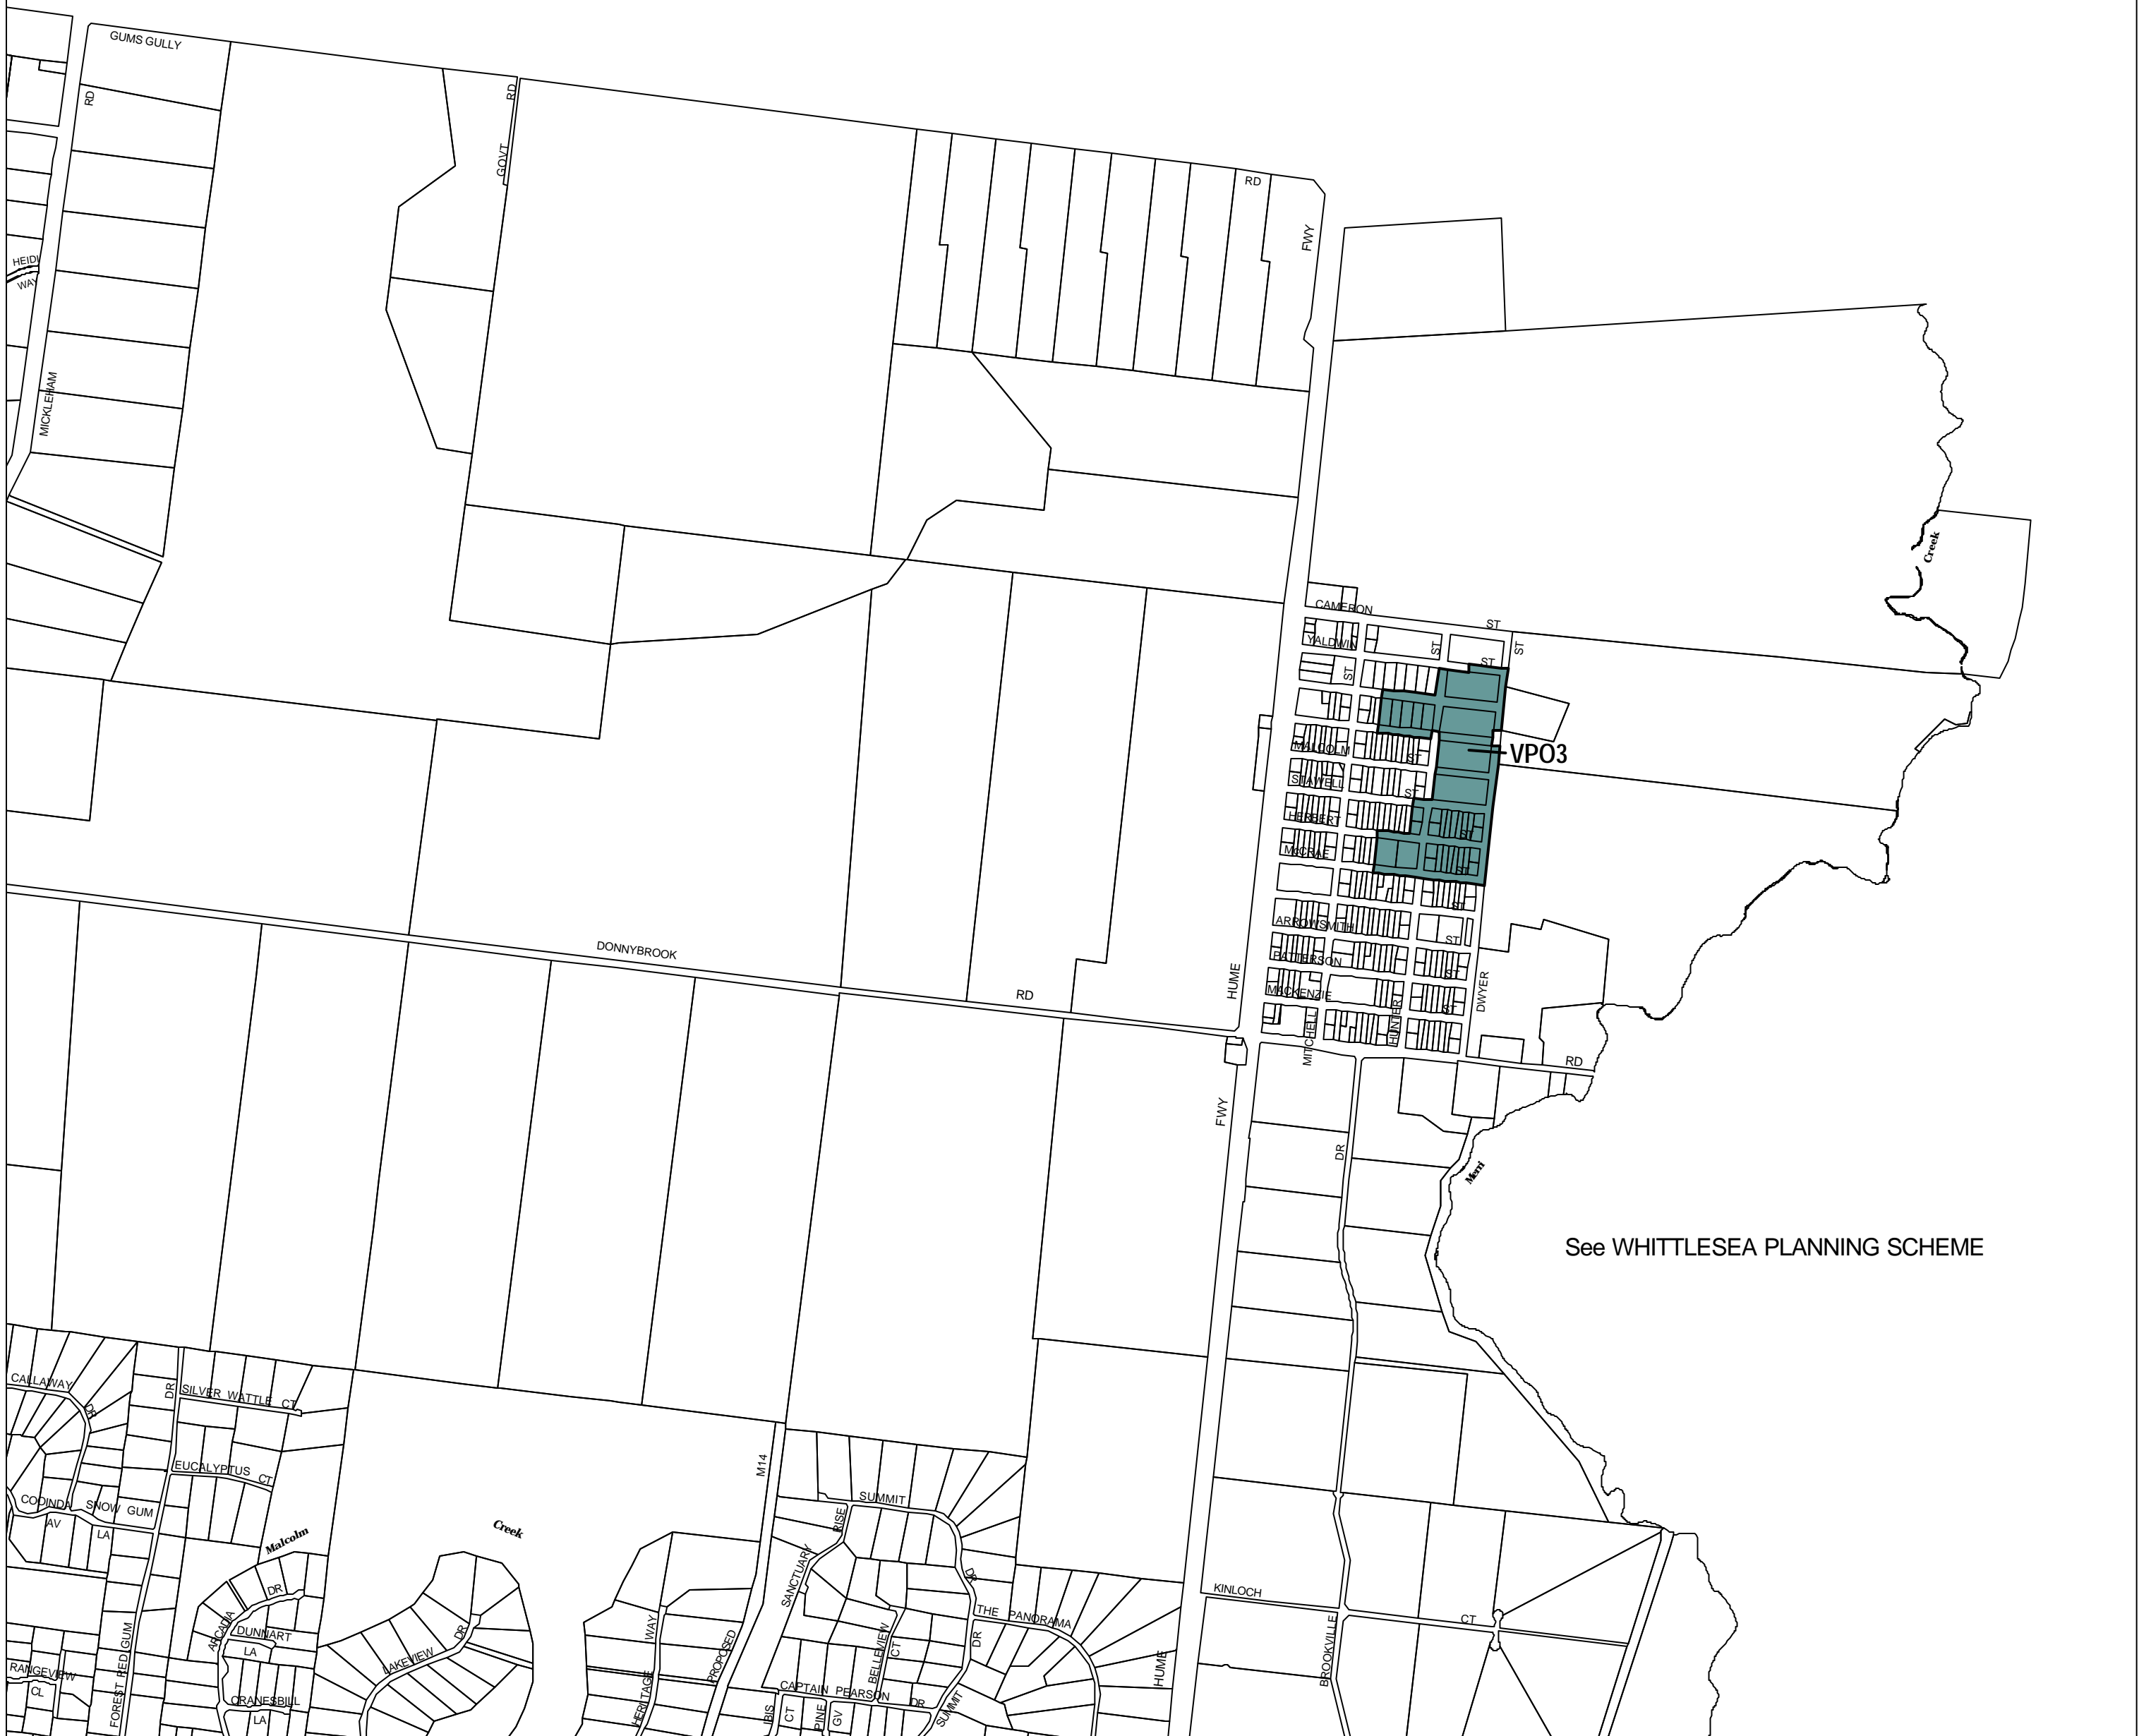 GUMS GULLY
RD
RD
GOVT
RD
FWY
HEIDI
WAY
MICKLEHAM
Creek
CAMERON
ST
YALDWIN
ST
ST
ST
ST
MALCOLM
ST
VPO3
STAWELL
ST
HERBERT
ST
McCRAE
ST
ST
ARROWSMITH
ST
PATTERSON
ST
MACKENZIE
ST
DONNYBROOK
RD
HUME
MITCHELL
HUNTER
DWYER
RD
FWY
DR
Merri
See WHITTLESEA PLANNING SCHEME
CALLAWAY
DR
DR
SILVER WATTLE CT
EUCALYPTUS CT
COOINDA
AV
SNOW GUM
LA
Malcolm
Creek
M14
SUMMIT
RISE
SANCTUARY
DR
DR
ARCADIA
DUNNART
LA
LAKEVIEW
DR
WAY
HERITAGE
PROPOSED
THE PANORAMA
DR
BELLEVIEW
CT
KINLOCH
CT
BROOKVILLE
HUME
RANGEVIEW
CL
FOREST RED GUM
CRANESBILL
LA
CAPTAIN PEARSON DR
IBIS
CT
PINE
GV
SUMMIT